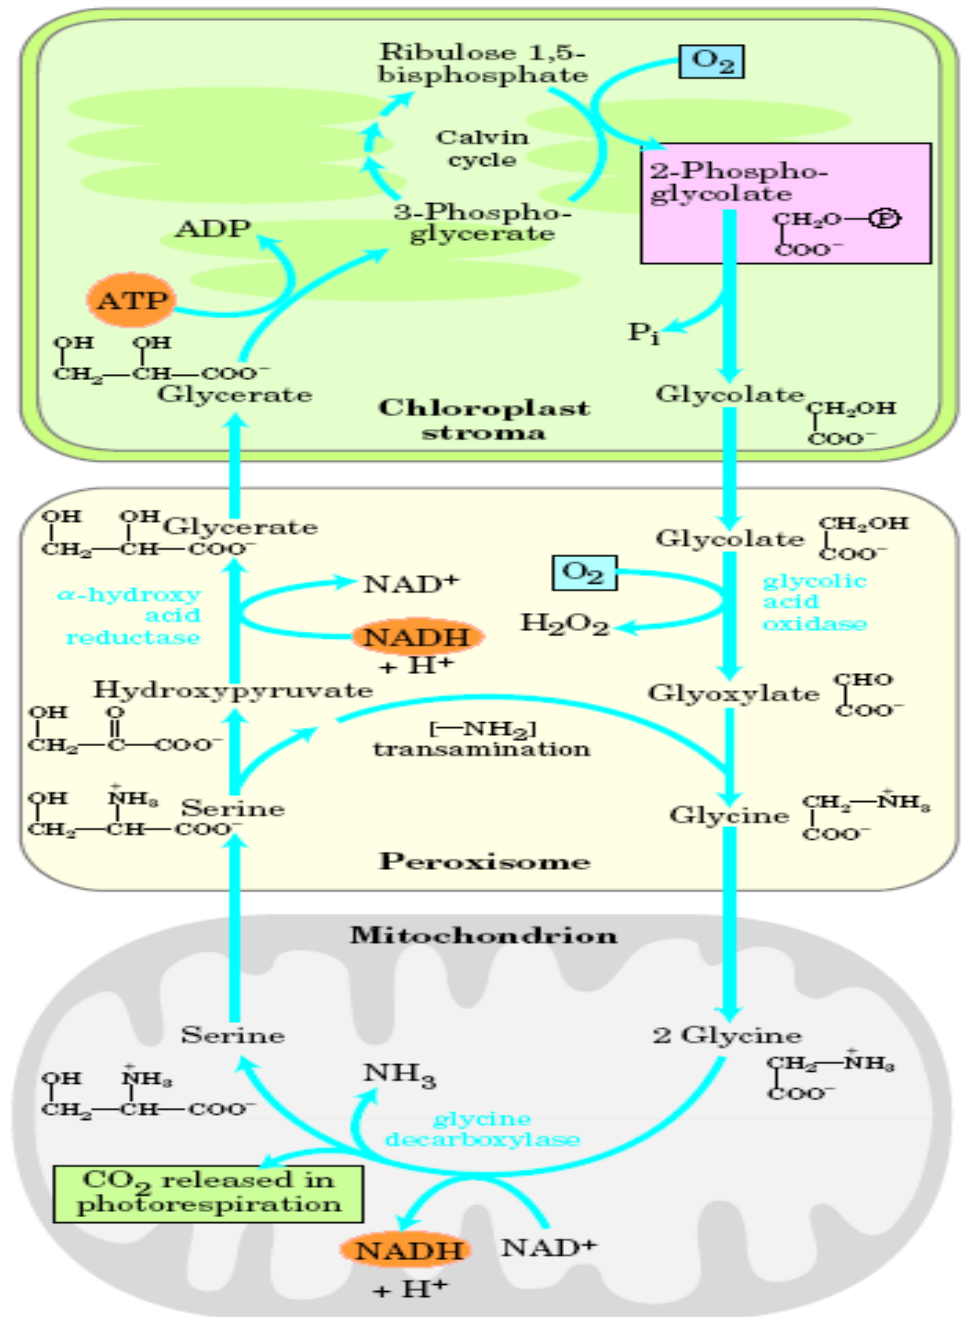 Ribulose 1,5-
bisphosphate
O₂
Calvin
cycle
2-Phospho-
glycolate
CH₂O—P
COO⁻
3-Phospho-
glycerate
ADP
ATP
Pᵢ
OH OH
CH₂—CH—COO⁻
Glycerate
Glycolate
CH₂OH
COO⁻
Chloroplast
stroma
OH OH
CH₂—CH—COO⁻
Glycerate
Glycolate
CH₂OH
COO⁻
O₂
glycolic
acid
oxidase
H₂O₂
α-hydroxy
acid
reductase
NAD⁺
NADH
+ H⁺
Hydroxypyruvate
OH O
CH₂—C—COO⁻
Glyoxylate
CHO
COO⁻
[—NH₂]
transamination
OH N⁺H₃
CH₂—CH—COO⁻
Serine
Glycine
CH₂—N⁺H₃
COO⁻
Peroxisome
Mitochondrion
Serine
OH N⁺H₃
CH₂—CH—COO⁻
2 Glycine
CH₂—N⁺H₃
COO⁻
NH₃
glycine
decarboxylase
CO₂ released in
photorespiration
NADH
+ H⁺
NAD⁺